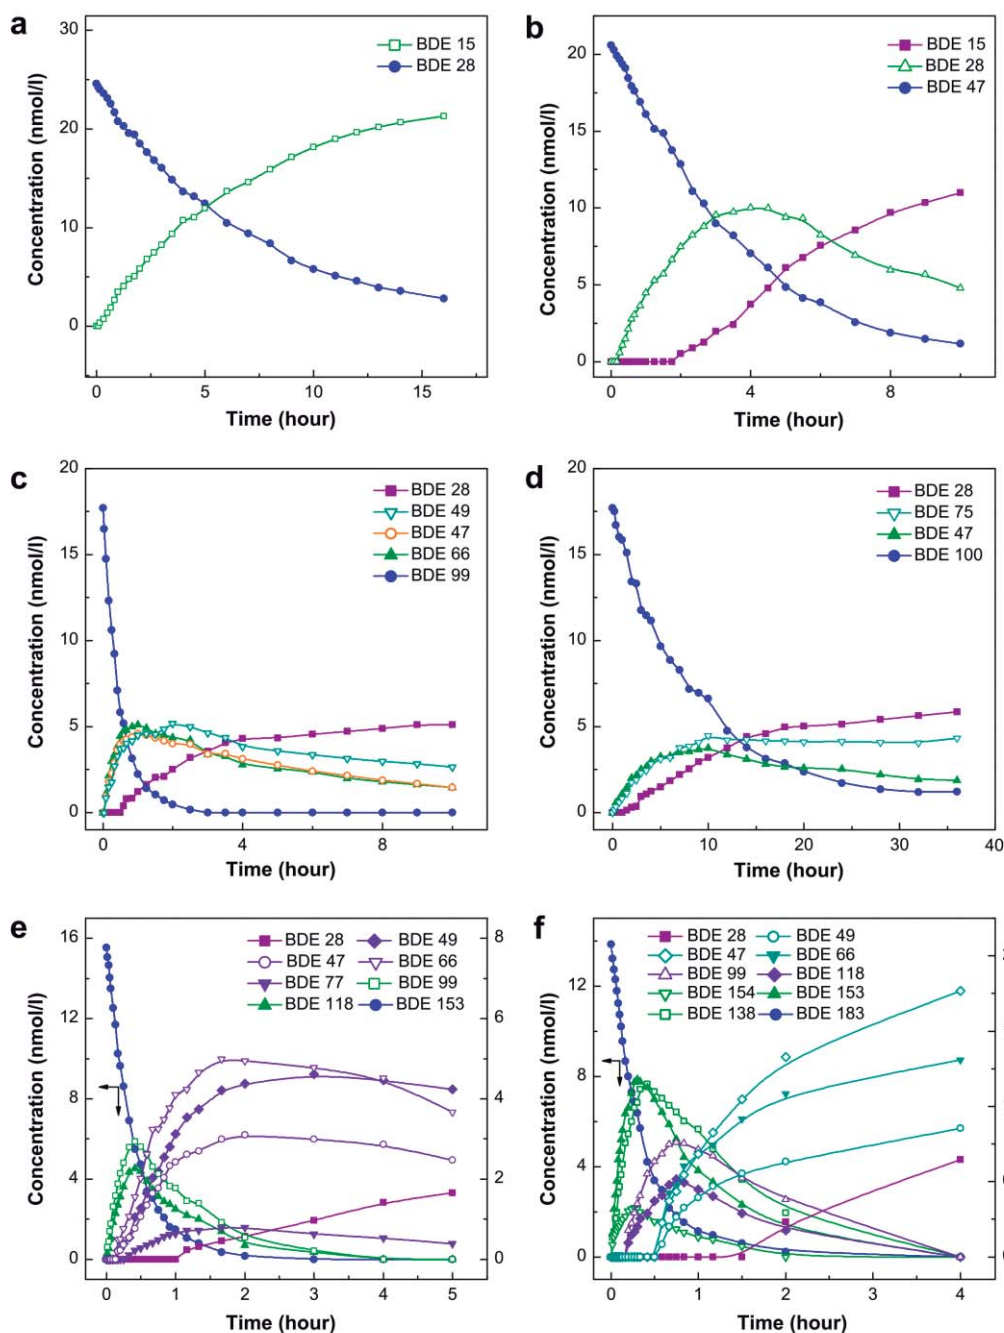 a
30
20
10
0
Concentration (nmol/l)
BDE 15
BDE 28
0 5 10 15
Time (hour)
b
20
15
10
5
0
Concentration (nmol/l)
BDE 15
BDE 28
BDE 47
0 4 8
Time (hour)
c
20
15
10
5
0
Concentration (nmol/l)
BDE 28
BDE 49
BDE 47
BDE 66
BDE 99
0 4 8
Time (hour)
d
20
15
10
5
0
Concentration (nmol/l)
BDE 28
BDE 75
BDE 47
BDE 100
0 10 20 30 40
Time (hour)
e
16
12
8
4
0
Concentration (nmol/l)
BDE 28 BDE 49
BDE 47 BDE 66
BDE 77 BDE 99
BDE 118 BDE 153
8
6
4
2
0
0 1 2 3 4 5
Time (hour)
f
12
8
4
0
Concentration (nmol/l)
BDE 28 BDE 49
BDE 47 BDE 66
BDE 99 BDE 118
BDE 154 BDE 153
BDE 138 BDE 183
0 1 2 3 4
Time (hour)